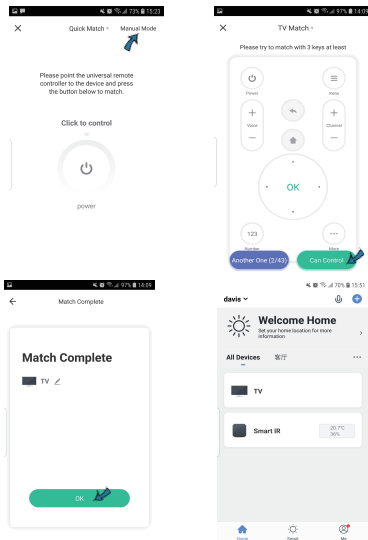 73% 15:23
Quick Match Manual Mode
Please point the universal remote
controller to the device and press
the button below to match.
Click to control
power
97% 14:09
TV Match
Please try to match with 3 keys at least
Power Menu
+ +
Voice Channel
− −
OK
123 ...
Number More
Another One (2/43) Can Control
97% 14:09
Match Complete
Match Complete
TV
OK
70% 15:51
davis
Welcome Home
Set your home location for more
information
All Devices 客厅 ...
TV
Smart IR
20.7°C
36%
Home Smart Me